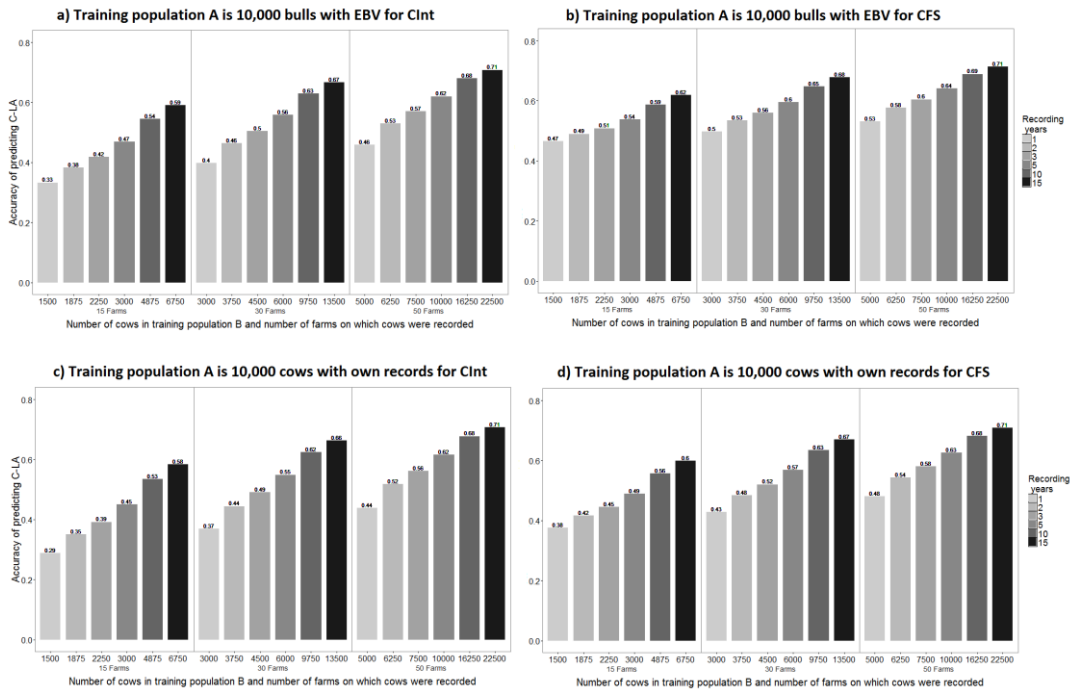 a) Training population A is 10,000 bulls with EBV for CInt
Accuracy of predicting C-LA
0.8
0.6
0.4
0.2
0.0
0.33 0.38 0.42 0.47 0.54 0.59
0.4 0.46 0.5 0.56 0.63 0.67
0.46 0.53 0.57 0.62 0.68 0.71
1500 1875 2250 3000 4875 6750 3000 3750 4500 6000 9750 13500 5000 6250 7500 10000 16250 22500
15 Farms 30 Farms 50 Farms
Number of cows in training population B and number of farms on which cows were recorded
b) Training population A is 10,000 bulls with EBV for CFS
0.8
0.6
0.4
0.2
0.0
0.47 0.49 0.51 0.54 0.59 0.62
0.5 0.53 0.56 0.6 0.65 0.68
0.53 0.58 0.6 0.64 0.69 0.71
1500 1875 2250 3000 4875 6750 3000 3750 4500 6000 9750 13500 5000 6250 7500 10000 16250 22500
15 Farms 30 Farms 50 Farms
Number of cows in training population B and number of farms on which cows were recorded
Recording
years
1
2
3
5
10
15
c) Training population A is 10,000 cows with own records for CInt
Accuracy of predicting C-LA
0.8
0.6
0.4
0.2
0.0
0.29 0.35 0.39 0.45 0.53 0.58
0.37 0.44 0.49 0.55 0.62 0.66
0.44 0.52 0.56 0.62 0.68 0.71
1500 1875 2250 3000 4875 6750 3000 3750 4500 6000 9750 13500 5000 6250 7500 10000 16250 22500
15 Farms 30 Farms 50 Farms
Number of cows in training population B and number of farms on which cows were recorded
d) Training population A is 10,000 cows with own records for CFS
0.8
0.6
0.4
0.2
0.0
0.38 0.42 0.45 0.49 0.56 0.6
0.43 0.48 0.52 0.57 0.63 0.67
0.48 0.54 0.58 0.63 0.68 0.71
1500 1875 2250 3000 4875 6750 3000 3750 4500 6000 9750 13500 5000 6250 7500 10000 16250 22500
15 Farms 30 Farms 50 Farms
Number of cows in training population B and number of farms on which cows were recorded
Recording
years
1
2
3
5
10
15